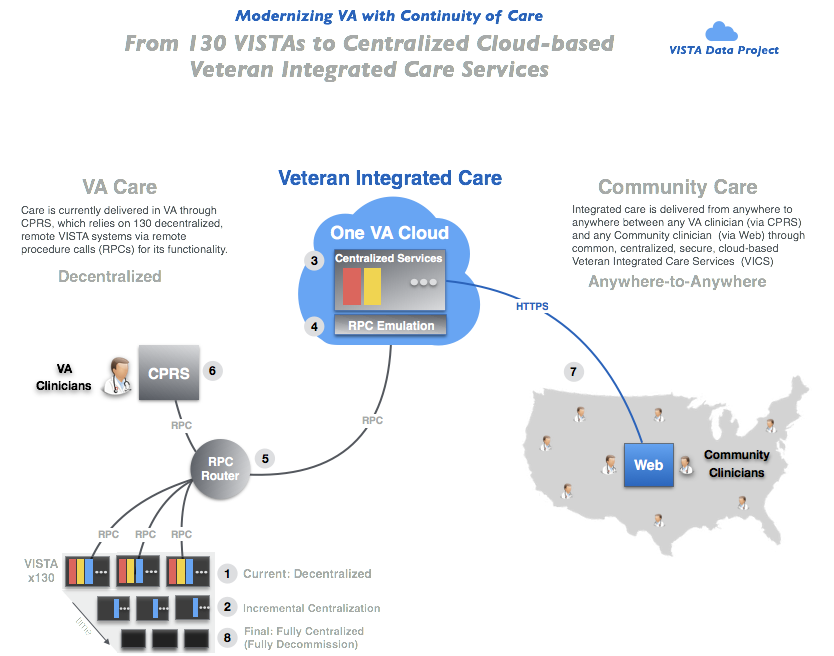 Modernizing VA with Continuity of Care
From 130 VISTAs to Centralized Cloud-based
Veteran Integrated Care Services
VISTA Data Project
VA Care
Care is currently delivered in VA through
CPRS, which relies on 130 decentralized,
remote VISTA systems via remote
procedure calls (RPCs) for its functionality.
Decentralized
Veteran Integrated Care
One VA Cloud
3
Centralized Services
4
RPC Emulation
Community Care
Integrated care is delivered from anywhere to
anywhere between any VA clinician (via CPRS)
and any Community clinician (via Web) through
common, centralized, secure, cloud-based
Veteran Integrated Care Services (VICS)
Anywhere-to-Anywhere
HTTPS
VA
Clinicians
CPRS
6
7
RPC
RPC
RPC
Router
5
Web
Community
Clinicians
RPC
RPC
RPC
VISTA
x130
1
Current: Decentralized
2
Incremental Centralization
time
8
Final: Fully Centralized
(Fully Decommission)